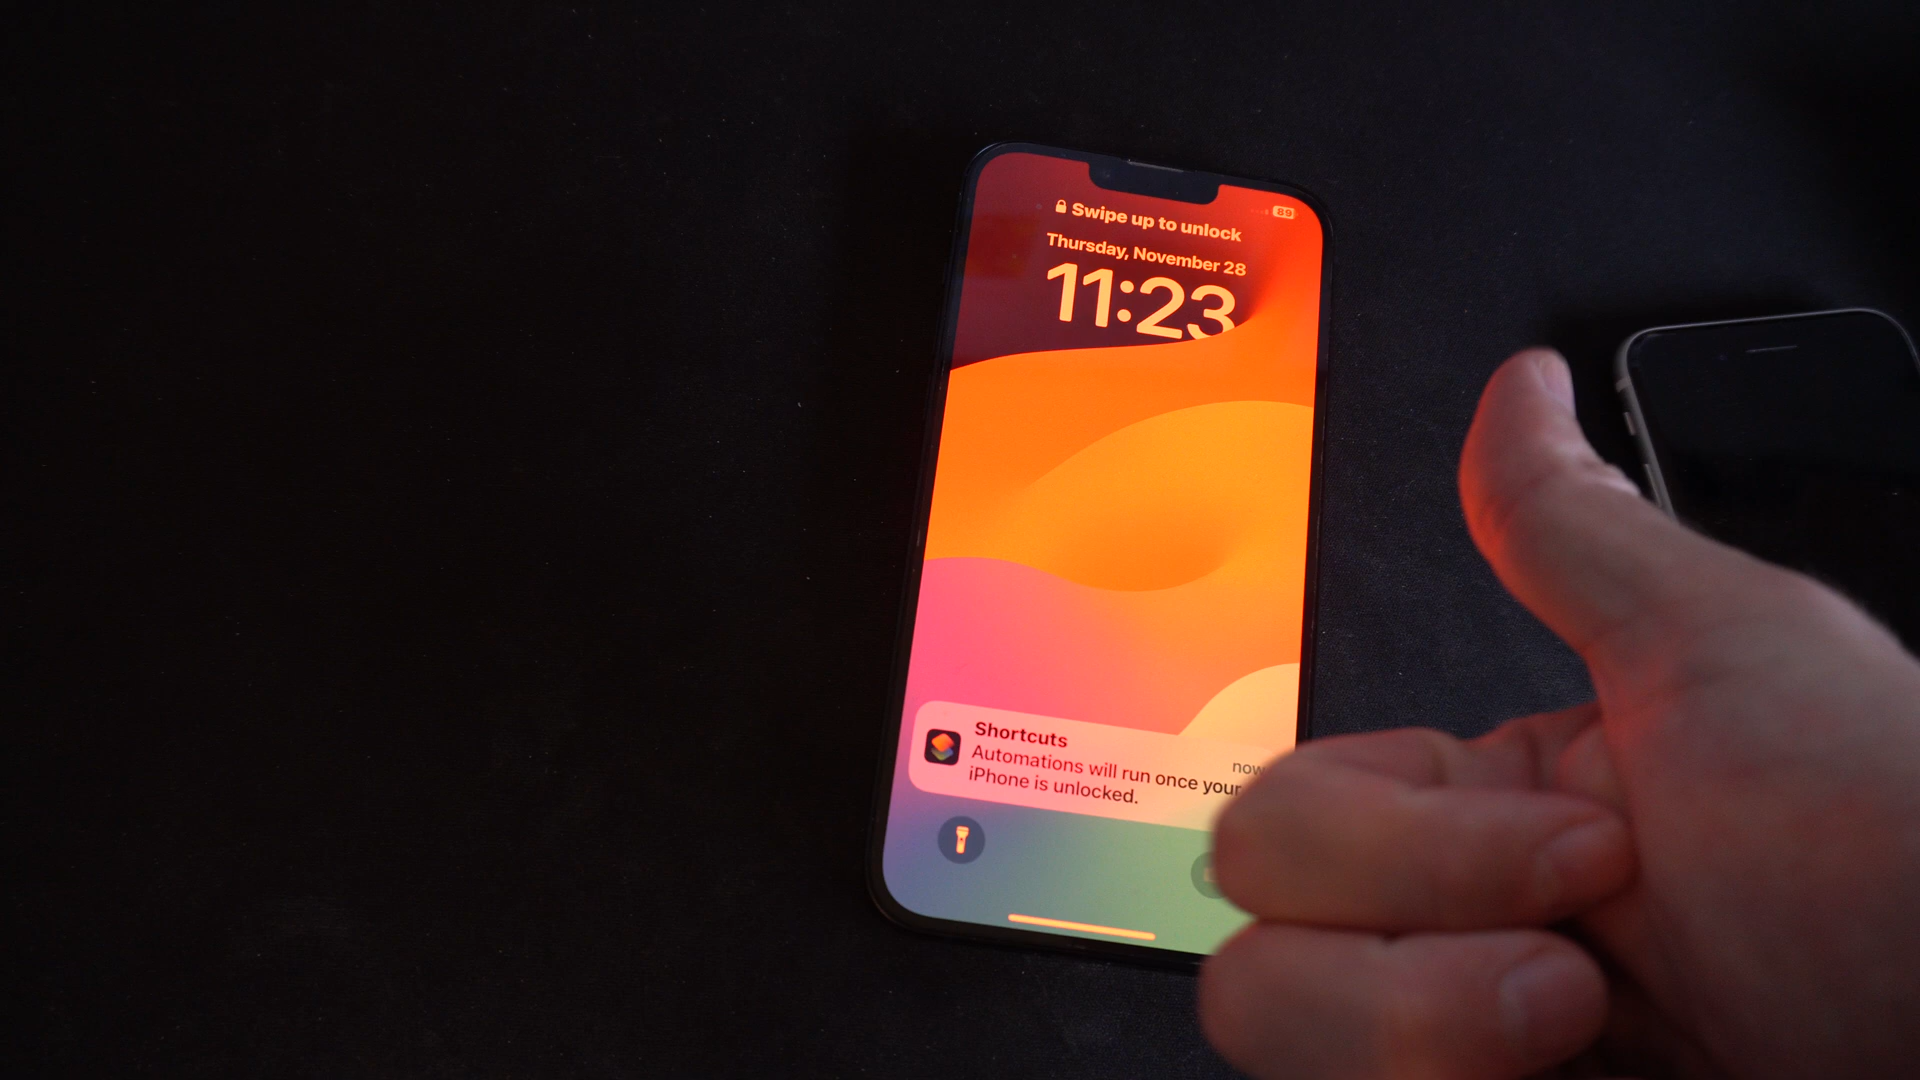 89
Swipe up to unlock
Thursday, November 28
11:23
Shortcuts
now
Automations will run once your
iPhone is unlocked.